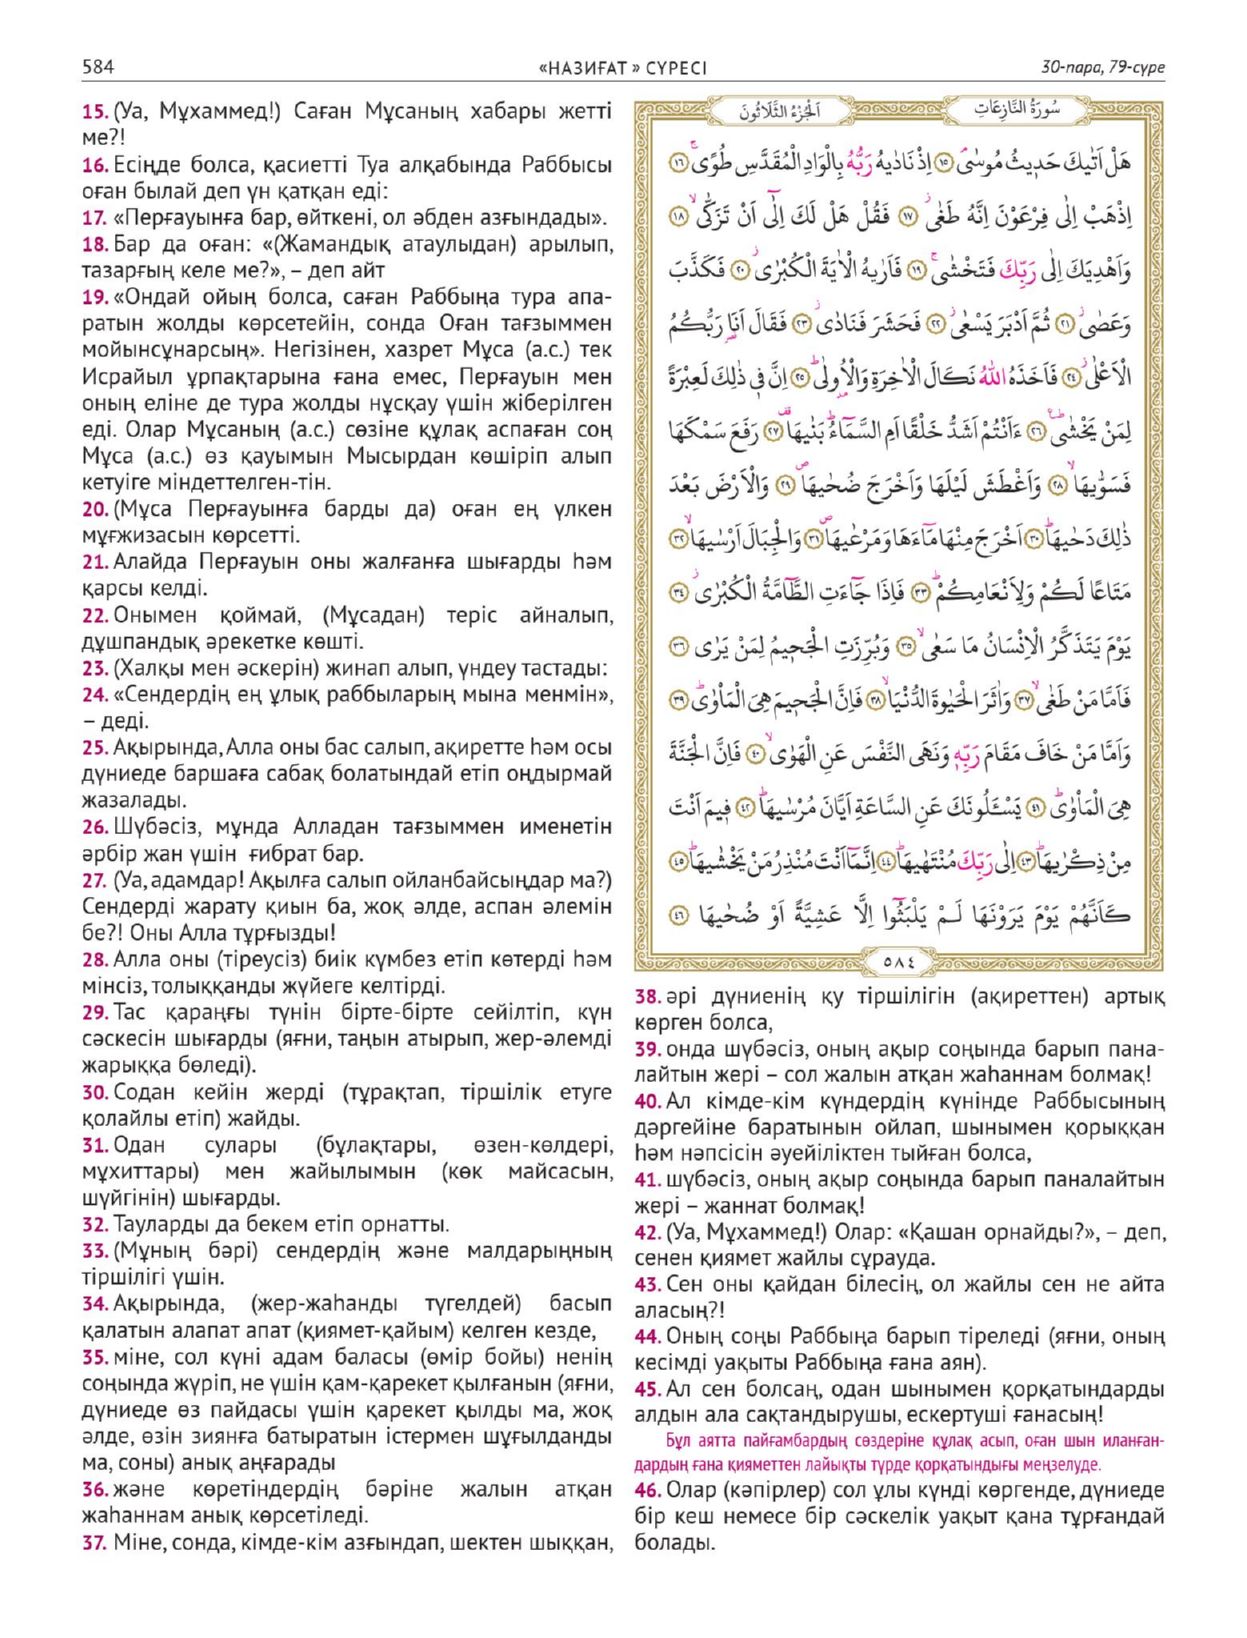 584
«НАЗИҒАТ» СҮРЕСІ
30-пара, 79-сүре
15. (Уа, Мұхаммед!) Саған Мұсаның хабары жетті
ме?!
16. Есіңде болса, қасиетті Туа алқабында Раббысы
оған былай деп үн қатқан еді:
17. «Перғауынға бар, өйткені, ол әбден азғындады».
18. Бар да оған: «(Жамандық атаулыдан) арылып,
тазарғың келе ме?», – деп айт
19. «Ондай ойың болса, саған Раббыңа тура апа-
ратын жолды көрсетейін, сонда Оған тағзыммен
мойынсұнарсың». Негізінен, хазрет Мұса (а.с.) тек
Исрайыл ұрпақтарына ғана емес, Перғауын мен
оның еліне де тура жолды нұсқау үшін жіберілген
еді. Олар Мұсаның (а.с.) сөзіне құлақ аспаған соң
Мұса (а.с.) өз қауымын Мысырдан көшіріп алып
кетуіге міндеттелген-тін.
20. (Мұса Перғауынға барды да) оған ең үлкен
мұғжизасын көрсетті.
21. Алайда Перғауын оны жалғанға шығарды һәм
қарсы келді.
22. Онымен қоймай, (Мұсадан) теріс айналып,
дұшпандық әрекетке көшті.
23. (Халқы мен әскерін) жинап алып, үндеу тастады:
24. «Сендердің ең ұлық раббыларың мына менмін»,
– деді.
25. Ақырында, Алла оны бас салып, ақиретте һәм осы
дүниеде баршаға сабақ болатындай етіп оңдырмай
жазалады.
26. Шүбәсіз, мұнда Алладан тағзыммен именетін
әрбір жан үшін ғибрат бар.
27. (Уа, адамдар! Ақылға салып ойланбайсыңдар ма?)
Сендерді жарату қиын ба, жоқ әлде, аспан әлемін
бе?! Оны Алла тұрғызды!
28. Алла оны (тіреусіз) биік күмбез етіп көтерді һәм
мінсіз, толыққанды жүйеге келтірді.
29. Тас қараңғы түнін бірте-бірте сейілтіп, күн
сәскесін шығарды (яғни, таңын атырып, жер-әлемді
жарыққа бөледі).
30. Содан кейін жерді (тұрақтап, тіршілік етуге
қолайлы етіп) жайды.
31. Одан сулары (бұлақтары, өзен-көлдері,
мұхиттары) мен жайылымын (көк майсасын,
шүйгінін) шығарды.
32. Тауларды да бекем етіп орнатты.
33. (Мұның бәрі) сендердің және малдарыңның
тіршілігі үшін.
34. Ақырында, (жер-жаһанды түгелдей) басып
қалатын алапат апат (қиямет-қайым) келген кезде,
35. міне, сол күні адам баласы (өмір бойы) ненің
соңында жүріп, не үшін қам-қарекет қылғанын (яғни,
дүниеде өз пайдасы үшін қарекет қылды ма, жоқ
әлде, өзін зиянға батыратын істермен шұғылданды
ма, соны) анық аңғарады
36. және көретіндердің бәріне жалын атқан
жаһаннам анық көрсетіледі.
37. Міне, сонда, кімде-кім азғындап, шектен шыққан,
سُورَةُ النَّازِعَاتِ
اَلْجُزْءُ الثَّلَاثُونَ
هَلْ اَتٰيكَ حَد۪يثُ مُوسٰىۢ ﴿١٥﴾ اِذْ نَادٰيهُ رَبُّهُ بِالْوَادِ الْمُقَدَّسِ طُوًىۚ ﴿١٦﴾
اِذْهَبْ اِلٰى فِرْعَوْنَ اِنَّهُ طَغٰىۘ ﴿١٧﴾ فَقُلْ هَلْ لَكَ اِلٰٓى اَنْ تَزَكّٰىۙ ﴿١٨﴾
وَاَهْدِيَكَ اِلٰى رَبِّكَ فَتَخْشٰىۚ ﴿١٩﴾ فَاَرٰيهُ الْاٰيَةَ الْكُبْرٰىۘ ﴿٢٠﴾ فَكَذَّبَ
وَعَصٰىۘ ﴿٢١﴾ ثُمَّ اَدْبَرَ يَسْعٰىۘ ﴿٢٢﴾ فَحَشَرَ فَنَادٰىۘ ﴿٢٣﴾ فَقَالَ اَنَا۬ رَبُّكُمُ
الْاَعْلٰىۘ ﴿٢٤﴾ فَاَخَذَهُ اللّٰهُ نَكَالَ الْاٰخِرَةِ وَالْاُو۫لٰىۜ ﴿٢٥﴾ اِنَّ ف۪ي ذٰلِكَ لَعِبْرَةً
لِمَنْ يَخْشٰىۜ ﴿٢٦﴾ ءَاَنْتُمْ اَشَدُّ خَلْقًا اَمِ السَّمَٓاءُۜ بَنٰيهَا۠ ﴿٢٧﴾ رَفَعَ سَمْكَهَا
فَسَوّٰيهَاۙ ﴿٢٨﴾ وَاَغْطَشَ لَيْلَهَا وَاَخْرَجَ ضُحٰيهَاۖ ﴿٢٩﴾ وَالْاَرْضَ بَعْدَ
ذٰلِكَ دَحٰيهَاۜ ﴿٣٠﴾ اَخْرَجَ مِنْهَا مَٓاءَهَا وَمَرْعٰيهَاۖ ﴿٣١﴾ وَالْجِبَالَ اَرْسٰيهَاۙ ﴿٣٢﴾
مَتَاعًا لَكُمْ وَلِاَنْعَامِكُمْۜ ﴿٣٣﴾ فَاِذَا جَٓاءَتِ الطَّٓامَّةُ الْكُبْرٰىۘ ﴿٣٤﴾
يَوْمَ يَتَذَكَّرُ الْاِنْسَانُ مَا سَعٰىۙ ﴿٣٥﴾ وَبُرِّزَتِ الْجَح۪يمُ لِمَنْ يَرٰى ﴿٣٦﴾
فَاَمَّا مَنْ طَغٰىۙ ﴿٣٧﴾ وَاٰثَرَ الْحَيٰوةَ الدُّنْيَاۙ ﴿٣٨﴾ فَاِنَّ الْجَح۪يمَ هِيَ الْمَأْوٰىۜ ﴿٣٩﴾
وَاَمَّا مَنْ خَافَ مَقَامَ رَبِّه۪ وَنَهَى النَّفْسَ عَنِ الْهَوٰىۙ ﴿٤٠﴾ فَاِنَّ الْجَنَّةَ
هِيَ الْمَأْوٰىۜ ﴿٤١﴾ يَسْـَٔلُونَكَ عَنِ السَّاعَةِ اَيَّانَ مُرْسٰيهَاۜ ﴿٤٢﴾ ف۪يمَ اَنْتَ
مِنْ ذِكْرٰيهَاۜ ﴿٤٣﴾ اِلٰى رَبِّكَ مُنْتَهٰيهَاۜ ﴿٤٤﴾ اِنَّمَٓا اَنْتَ مُنْذِرُ مَنْ يَخْشٰيهَاۜ ﴿٤٥﴾
كَاَنَّهُمْ يَوْمَ يَرَوْنَهَا لَمْ يَلْبَثُٓوا اِلَّا عَشِيَّةً اَوْ ضُحٰيهَا ﴿٤٦﴾
٥٨٤
38. әрі дүниенің қу тіршілігін (ақиреттен) артық
көрген болса,
39. онда шүбәсіз, оның ақыр соңында барып пана-
лайтын жері – сол жалын атқан жаһаннам болмақ!
40. Ал кімде-кім күндердің күнінде Раббысының
дәргейіне баратынын ойлап, шынымен қорыққан
һәм нәпсісін әуейіліктен тыйған болса,
41. шүбәсіз, оның ақыр соңында барып паналайтын
жері – жаннат болмақ!
42. (Уа, Мұхаммед!) Олар: «Қашан орнайды?», – деп,
сенен қиямет жайлы сұрауда.
43. Сен оны қайдан білесің, ол жайлы сен не айта
аласың?!
44. Оның соңы Раббыңа барып тіреледі (яғни, оның
кесімді уақыты Раббыңа ғана аян).
45. Ал сен болсаң, одан шынымен қорқатындарды
алдын ала сақтандырушы, ескертуші ғанасың!
Бұл аятта пайғамбардың сөздеріне құлақ асып, оған шын иланған-
дардың ғана қияметтен лайықты түрде қорқатындығы меңзелуде.
46. Олар (кәпірлер) сол ұлы күнді көргенде, дүниеде
бір кеш немесе бір сәскелік уақыт қана тұрғандай
болады.